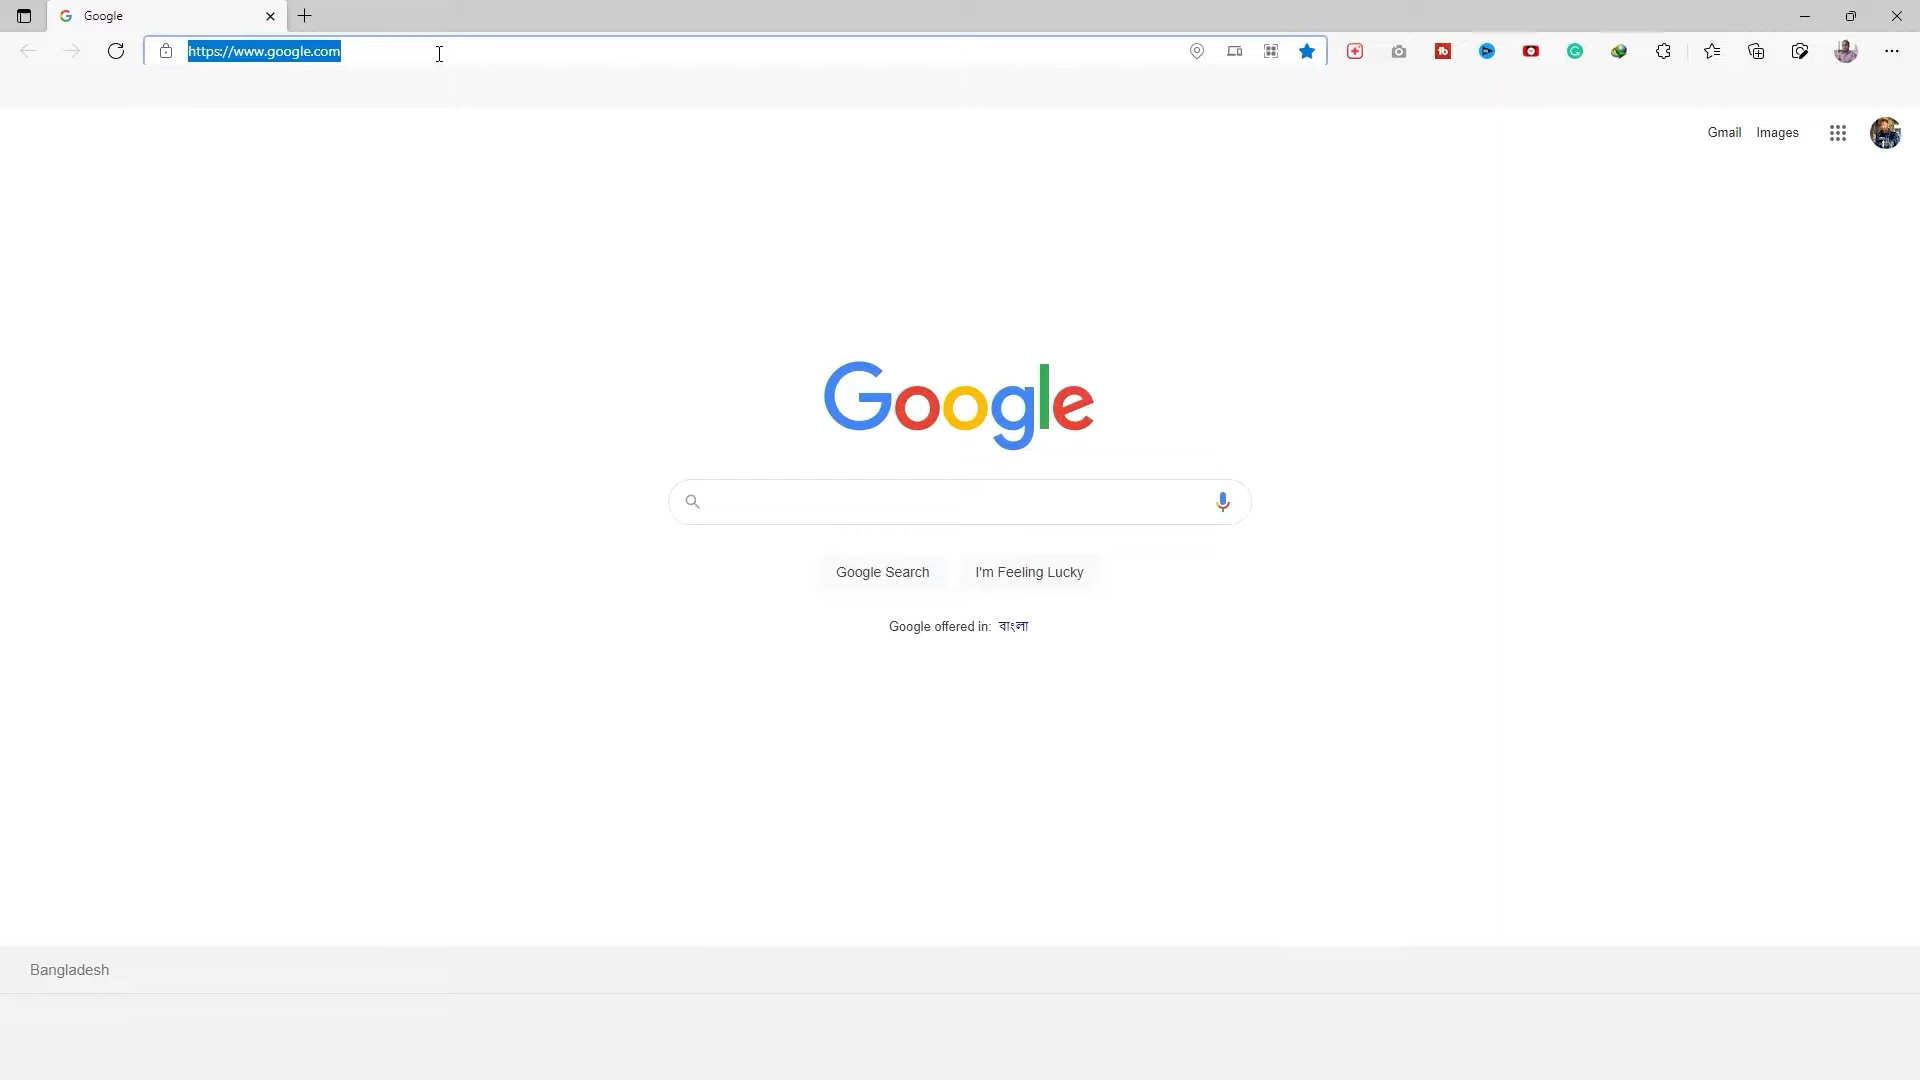 Google
https://www.google.com
Gmail Images
Google
Google Search I'm Feeling Lucky
Google offered in: বাংলা
Bangladesh